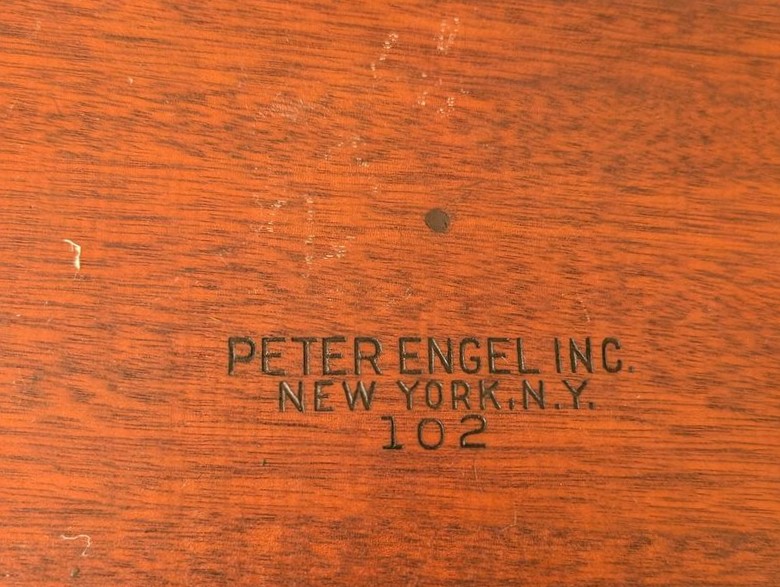 PETER ENGEL INC.
NEW YORK, N.Y.
102